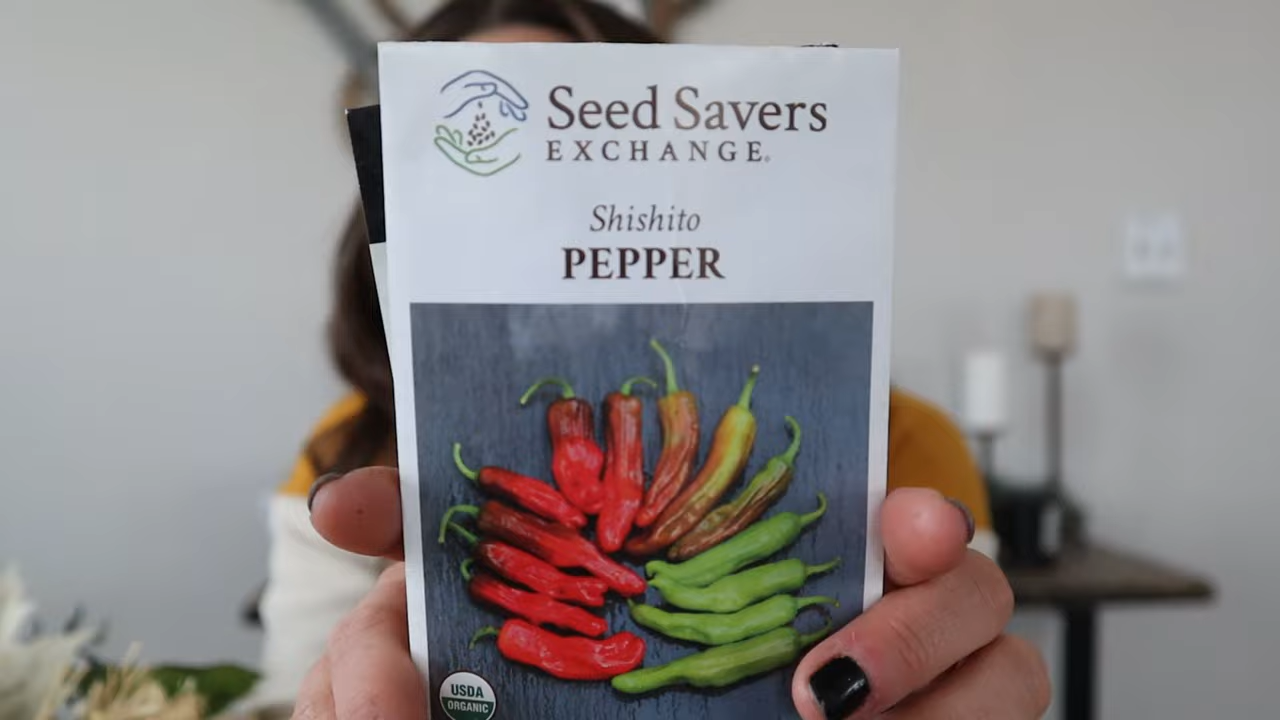 Seed Savers
EXCHANGE.
Shishito
PEPPER
USDA
ORGANIC